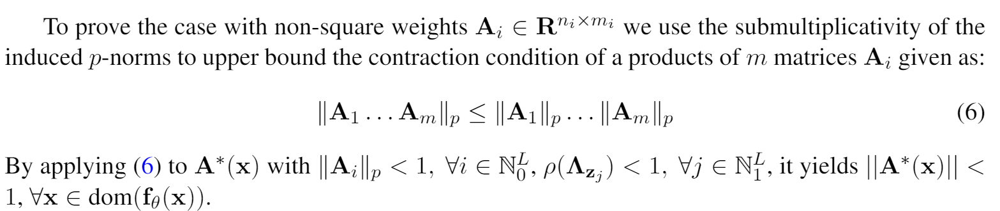 To prove the case with non-square weights $\mathbf{A}_i \in \mathbf{R}^{n_i \times m_i}$ we use the submultiplicativity of the
induced $p$-norms to upper bound the contraction condition of a products of $m$ matrices $\mathbf{A}_i$ given as:
$\|\mathbf{A}_1 \ldots \mathbf{A}_m\|_p \leq \|\mathbf{A}_1\|_p \ldots \|\mathbf{A}_m\|_p$ (6)
By applying (6) to $\mathbf{A}^*(\mathbf{x})$ with $\|\mathbf{A}_i\|_p < 1,\ \forall i \in \mathbb{N}_0^L, \rho(\mathbf{\Lambda}_{\mathbf{z}_j}) < 1,\ \forall j \in \mathbb{N}_1^L$, it yields $||\mathbf{A}^*(\mathbf{x})|| <$
$1, \forall \mathbf{x} \in \mathrm{dom}(\mathbf{f}_\theta(\mathbf{x}))$.